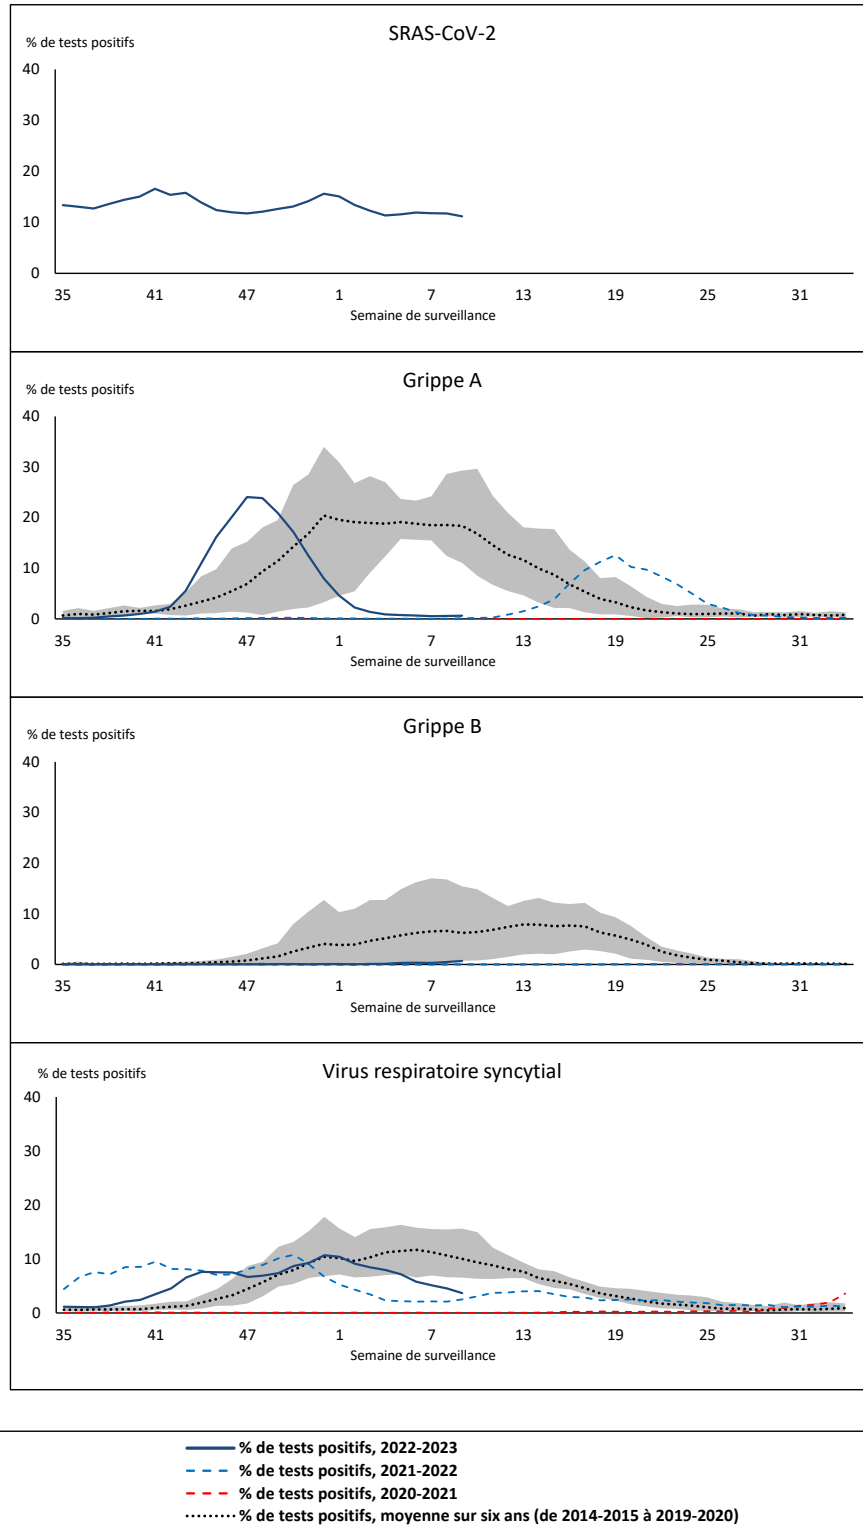 SRAS-CoV-2
% de tests positifs
40
30
20
10
0
35 41 47 1 7 13 19 25 31
Semaine de surveillance
Grippe A
% de tests positifs
40
30
20
10
0
35 41 47 1 7 13 19 25 31
Semaine de surveillance
Grippe B
% de tests positifs
40
30
20
10
0
35 41 47 1 7 13 19 25 31
Semaine de surveillance
Virus respiratoire syncytial
% de tests positifs
40
30
20
10
0
35 41 47 1 7 13 19 25 31
Semaine de surveillance
% de tests positifs, 2022-2023
% de tests positifs, 2021-2022
% de tests positifs, 2020-2021
% de tests positifs, moyenne sur six ans (de 2014-2015 à 2019-2020)